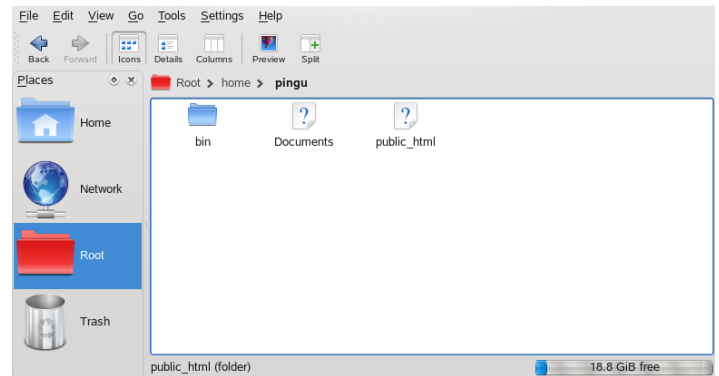 File Edit View Go Tools Settings Help
Back Forward Icons Details Columns Preview Split
Places
Root > home > pingu
Home
Network
Root
Trash
bin Documents public_html
public_html (folder)
18.8 GiB free